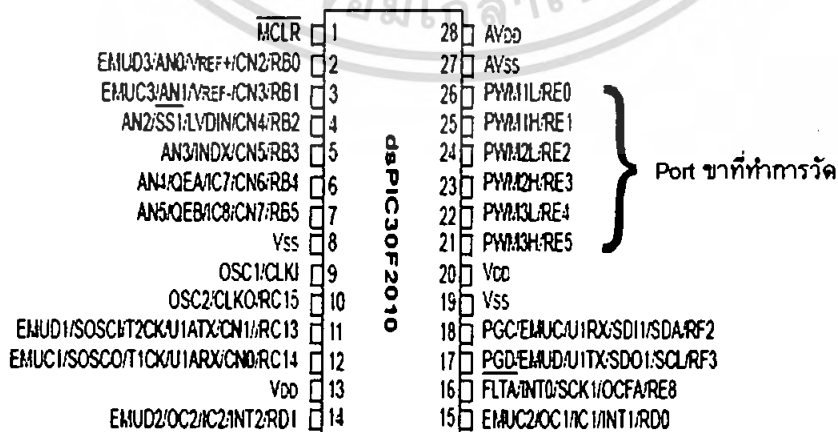 MCLR 1
EMUD3/AN0/VREF+/CN2/RB0 2
EMUC3/AN1/VREF-/CN3/RB1 3
AN2/SS1/LVDIN/CN4/RB2 4
AN3/INDX/CN5/RB3 5
AN4/QEA/IC7/CN6/RB4 6
AN5/QEB/IC8/CN7/RB5 7
Vss 8
OSC1/CLKI 9
OSC2/CLKO/RC15 10
EMUD1/SOSCI/T2CK/U1ATX/CN1/RC13 11
EMUC1/SOSCO/T1CK/U1ARX/CN0/RC14 12
VDD 13
EMUD2/OC2/IC2/INT2/RD1 14
dsPIC30F2010
28 AVDD
27 AVss
26 PWM1L/RE0
25 PWM1H/RE1
24 PWM2L/RE2
23 PWM2H/RE3
22 PWM3L/RE4
21 PWM3H/RE5
20 VDD
19 Vss
18 PGC/EMUC/U1RX/SDI1/SDA/RF2
17 PGD/EMUD/U1TX/SDO1/SCL/RF3
16 FLTA/INT0/SCK1/OCFA/RE8
15 EMUC2/OC1/IC1/INT1/RD0
Port ขาที่ทำการวัด